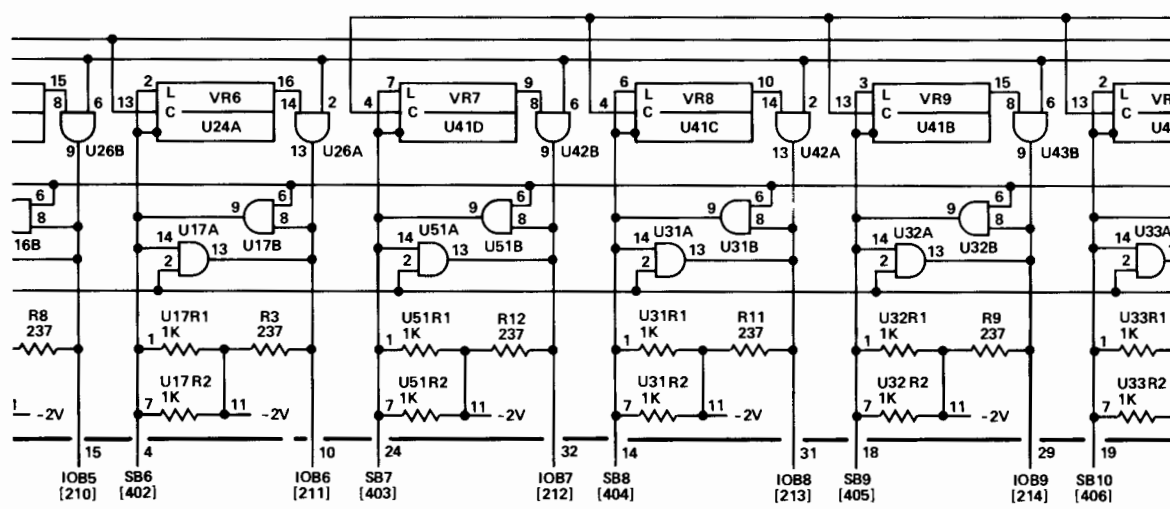 15 2 16 7 9 6 10 3 15 2
8 6 13 L VR6 14 2 4 L VR7 8 6 4 L VR8 14 2 13 L VR9 8 6 13 L VR
C C C C C
U24A U41D U41C U41B U4
9 U26B 13 U26A 9 U42B 13 U42A 9 U43B
6 6 6 6 6
8 9 8 9 8 9 8 9 8
16B U17A U17B U51A U51B U31A U31B U32A U32B U33A
14 13 14 13 14 13 14 13 14
2 2 2 2 2
R8 U17R1 R3 U51R1 R12 U31R1 R11 U32R1 R9 U33R1
237 1K 237 1K 237 1K 237 1K 237 1K
1 1 1 1 1
U17R2 U51R2 U31R2 U32R2 U33R2
1K 1K 1K 1K 1K
-2V 7 11 -2V 7 11 -2V 7 11 -2V 7 11 -2V 7
15 4 10 24 32 14 31 18 29 19
IOB5 SB6 IOB6 SB7 IOB7 SB8 IOB8 SB9 IOB9 SB10
[210] [402] [211] [403] [212] [404] [213] [405] [214] [406]